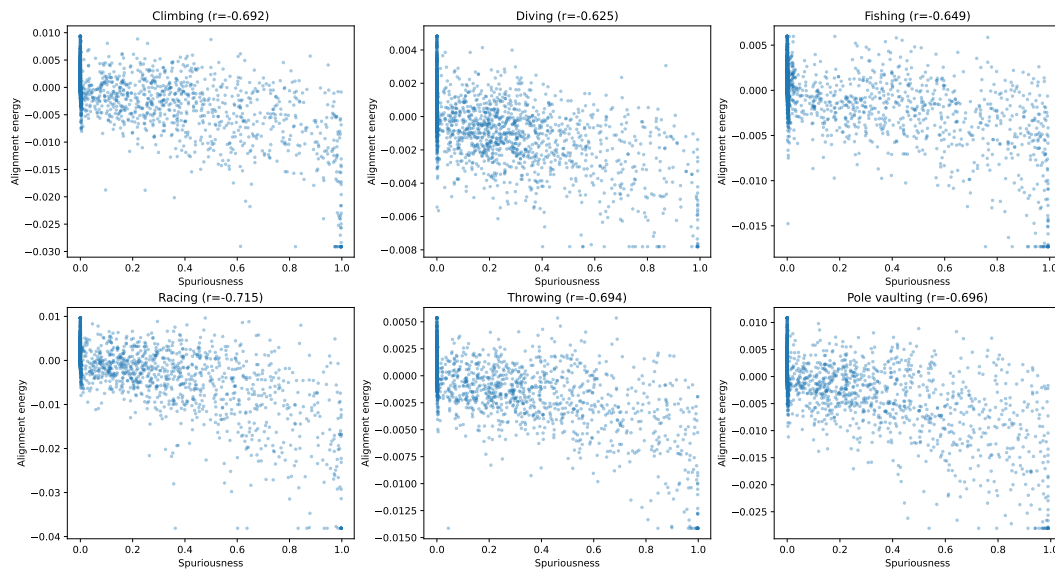 Climbing (r=-0.692)
0.010
0.005
0.000
−0.005
−0.010
−0.015
−0.020
−0.025
−0.030
Alignment energy
0.0 0.2 0.4 0.6 0.8 1.0
Spuriousness
Diving (r=-0.625)
0.004
0.002
0.000
−0.002
−0.004
−0.006
−0.008
Alignment energy
0.0 0.2 0.4 0.6 0.8 1.0
Spuriousness
Fishing (r=-0.649)
0.005
0.000
−0.005
−0.010
−0.015
Alignment energy
0.0 0.2 0.4 0.6 0.8 1.0
Spuriousness
Racing (r=-0.715)
0.01
0.00
−0.01
−0.02
−0.03
−0.04
Alignment energy
0.0 0.2 0.4 0.6 0.8 1.0
Spuriousness
Throwing (r=-0.694)
0.0050
0.0025
0.0000
−0.0025
−0.0050
−0.0075
−0.0100
−0.0125
−0.0150
Alignment energy
0.0 0.2 0.4 0.6 0.8 1.0
Spuriousness
Pole vaulting (r=-0.696)
0.010
0.005
0.000
−0.005
−0.010
−0.015
−0.020
−0.025
Alignment energy
0.0 0.2 0.4 0.6 0.8 1.0
Spuriousness